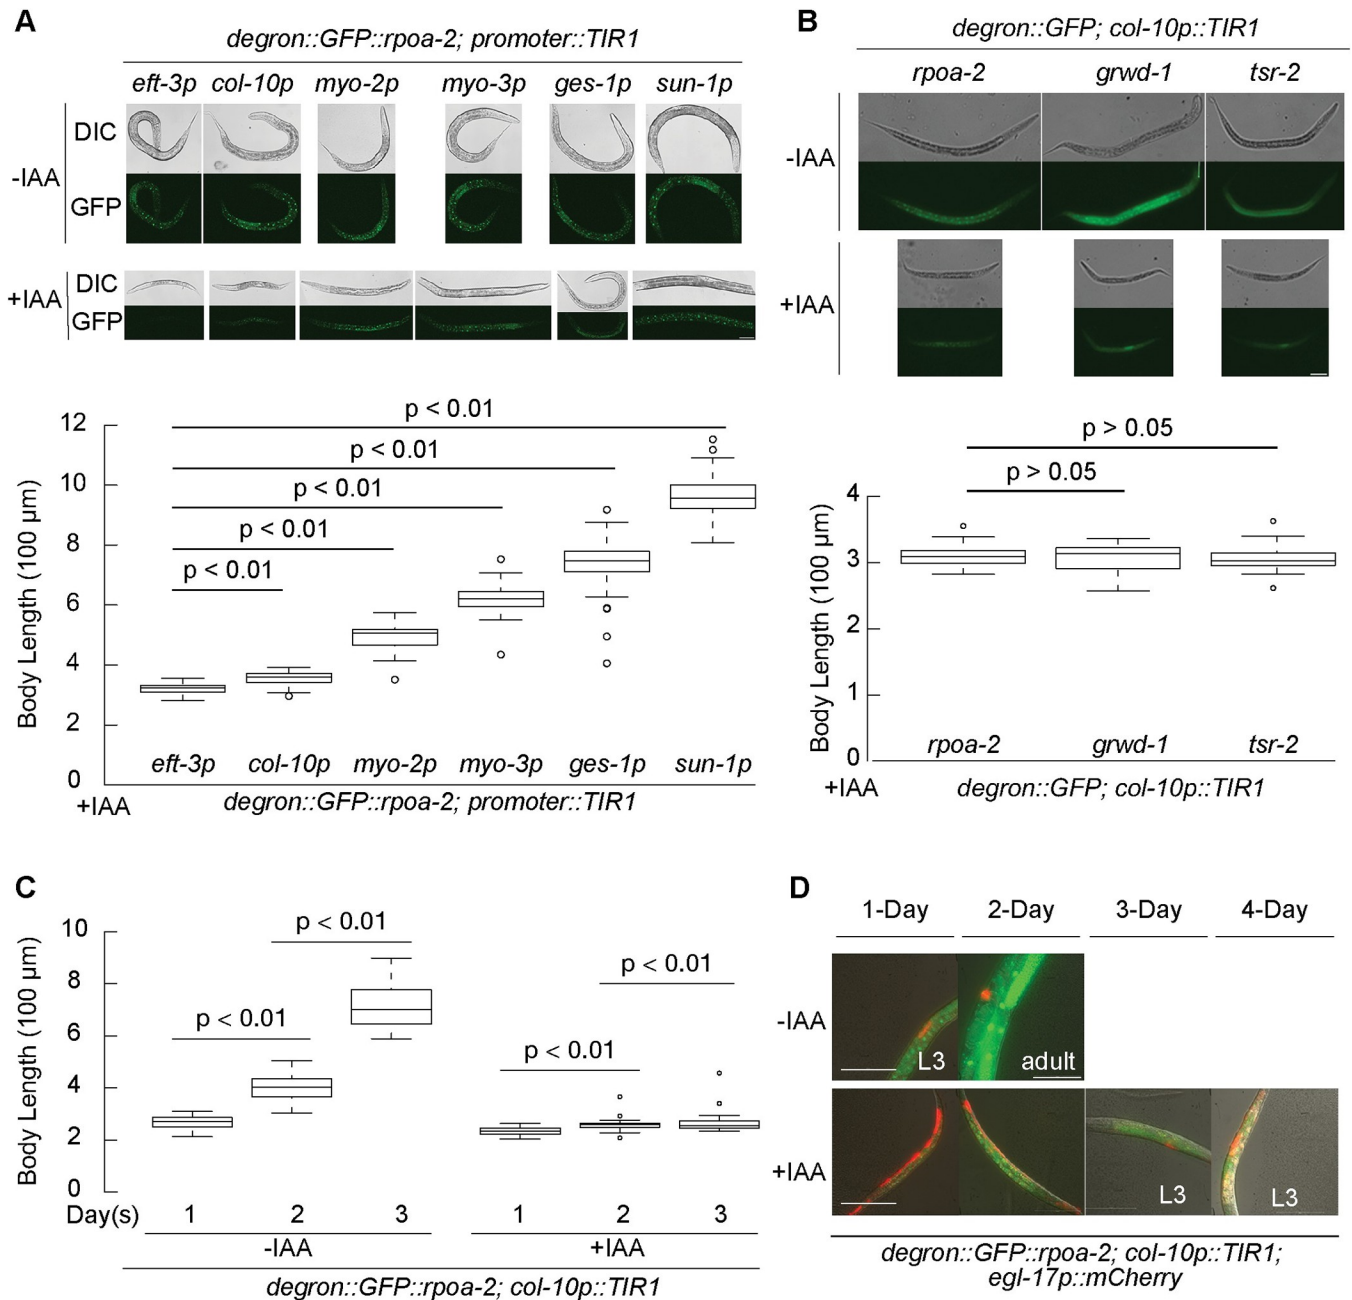 A
degron::GFP::rpoa-2; promoter::TIR1
eft-3p col-10p myo-2p myo-3p ges-1p sun-1p
-IAA
DIC
GFP
+IAA
DIC
GFP
p < 0.01
p < 0.01
p < 0.01
p < 0.01
p < 0.01
Body Length (100 µm)
12
10
8
6
4
2
0
eft-3p col-10p myo-2p myo-3p ges-1p sun-1p
+IAA
degron::GFP::rpoa-2; promoter::TIR1
B
degron::GFP; col-10p::TIR1
rpoa-2 grwd-1 tsr-2
-IAA
+IAA
p > 0.05
p > 0.05
Body Length (100 µm)
4
3
2
1
0
rpoa-2 grwd-1 tsr-2
+IAA
degron::GFP; col-10p::TIR1
C
p < 0.01
p < 0.01
p < 0.01
p < 0.01
Body Length (100 µm)
10
8
6
4
2
0
Day(s) 1 2 3 1 2 3
-IAA +IAA
degron::GFP::rpoa-2; col-10p::TIR1
D
1-Day 2-Day 3-Day 4-Day
-IAA
L3 adult
+IAA
L3 L3
degron::GFP::rpoa-2; col-10p::TIR1;
egl-17p::mCherry